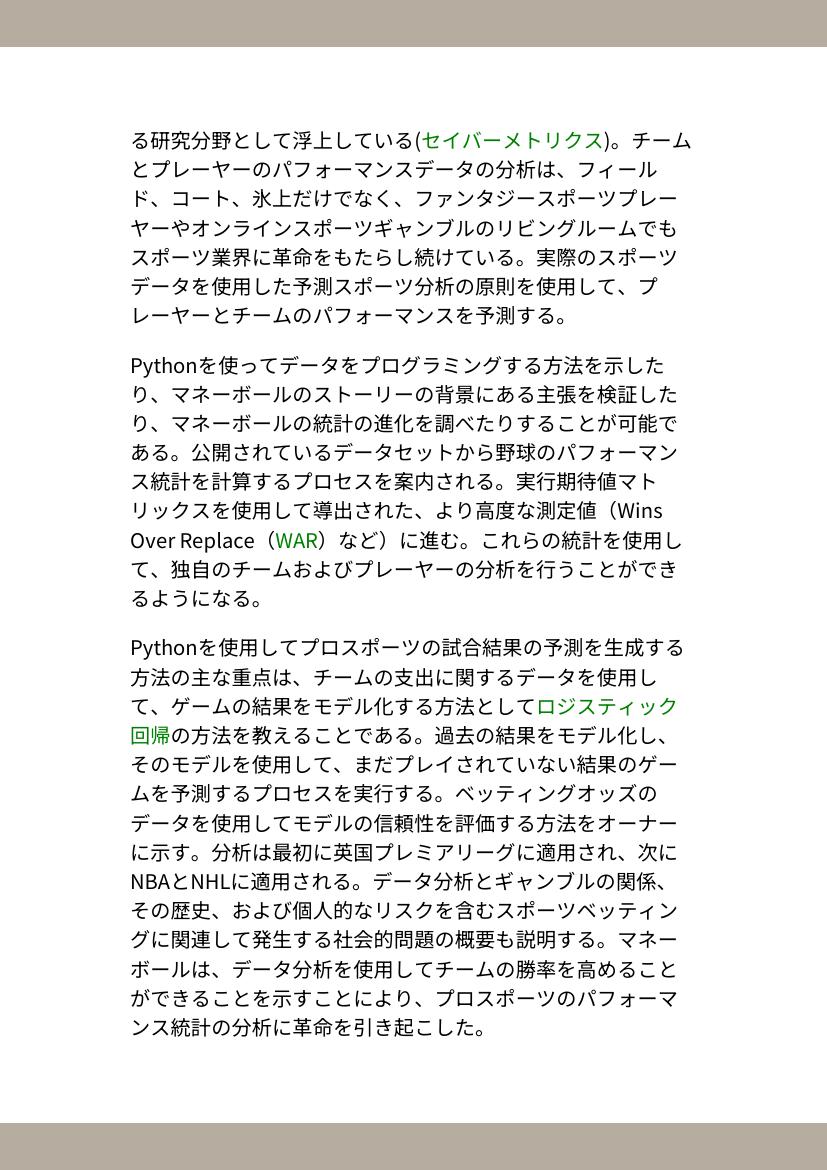 る研究分野として浮上している(セイバーメトリクス)。チーム
とプレーヤーのパフォーマンスデータの分析は、フィール
ド、コート、氷上だけでなく、ファンタジースポーツプレー
ヤーやオンラインスポーツギャンブルのリビングルームでも
スポーツ業界に革命をもたらし続けている。実際のスポーツ
データを使用した予測スポーツ分析の原則を使用して、プ
レーヤーとチームのパフォーマンスを予測する。
Pythonを使ってデータをプログラミングする方法を示した
り、マネーボールのストーリーの背景にある主張を検証した
り、マネーボールの統計の進化を調べたりすることが可能で
ある。公開されているデータセットから野球のパフォーマン
ス統計を計算するプロセスを案内される。実行期待値マト
リックスを使用して導出された、より高度な測定値（Wins
Over Replace（WAR）など）に進む。これらの統計を使用し
て、独自のチームおよびプレーヤーの分析を行うことができ
るようになる。
Pythonを使用してプロスポーツの試合結果の予測を生成する
方法の主な重点は、チームの支出に関するデータを使用し
て、ゲームの結果をモデル化する方法としてロジスティック
回帰の方法を教えることである。過去の結果をモデル化し、
そのモデルを使用して、まだプレイされていない結果のゲー
ムを予測するプロセスを実行する。ベッティングオッズの
データを使用してモデルの信頼性を評価する方法をオーナー
に示す。分析は最初に英国プレミアリーグに適用され、次に
NBAとNHLに適用される。データ分析とギャンブルの関係、
その歴史、および個人的なリスクを含むスポーツベッティン
グに関連して発生する社会的問題の概要も説明する。マネー
ボールは、データ分析を使用してチームの勝率を高めること
ができることを示すことにより、プロスポーツのパフォーマ
ンス統計の分析に革命を引き起こした。